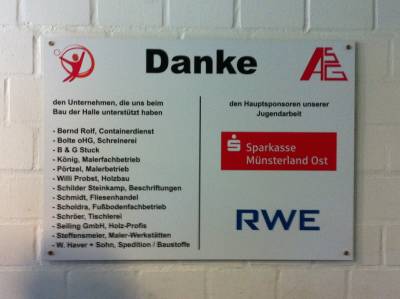 Danke
ASG
den Unternehmen, die uns beim
Bau der Halle unterstützt haben
- Bernd Rolf, Containerdienst
- Bolte oHG, Schreinerei
- B & G Stuck
- König, Malerfachbetrieb
- Pörtzel, Malerbetrieb
- Willi Probst, Holzbau
- Schilder Steinkamp, Beschriftungen
- Schmidt, Fliesenhandel
- Scholdra, Fußbodenfachbetrieb
- Schröer, Tischlerei
- Seiling GmbH, Holz-Profis
- Steffensmeier, Maler-Werkstätten
- W. Haver + Sohn, Spedition / Baustoffe
den Hauptsponsoren unserer
Jugendarbeit
Sparkasse
Münsterland Ost
RWE